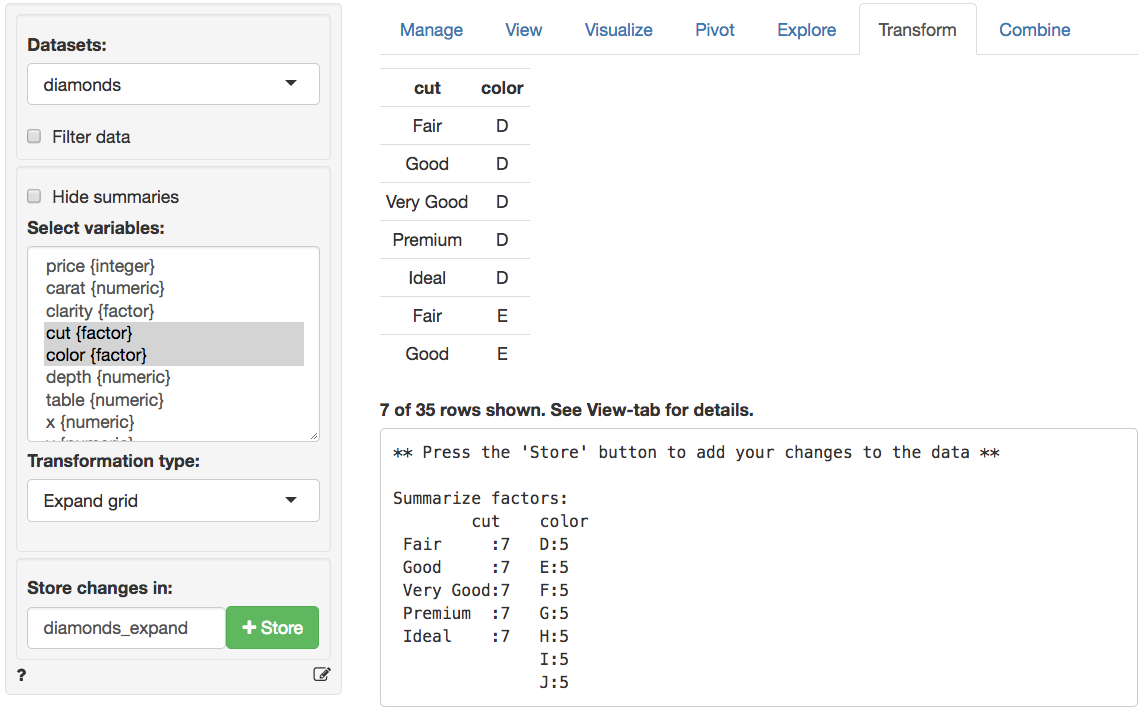 Datasets:
diamonds
Filter data
Hide summaries
Select variables:
price {integer}
carat {numeric}
clarity {factor}
cut {factor}
color {factor}
depth {numeric}
table {numeric}
x {numeric}
Transformation type:
Expand grid
Store changes in:
diamonds_expand
+ Store
?
Manage View Visualize Pivot Explore Transform Combine
cut color
Fair D
Good D
Very Good D
Premium D
Ideal D
Fair E
Good E
7 of 35 rows shown. See View-tab for details.
** Press the 'Store' button to add your changes to the data **
Summarize factors:
cut color
Fair :7 D:5
Good :7 E:5
Very Good:7 F:5
Premium :7 G:5
Ideal :7 H:5
I:5
J:5